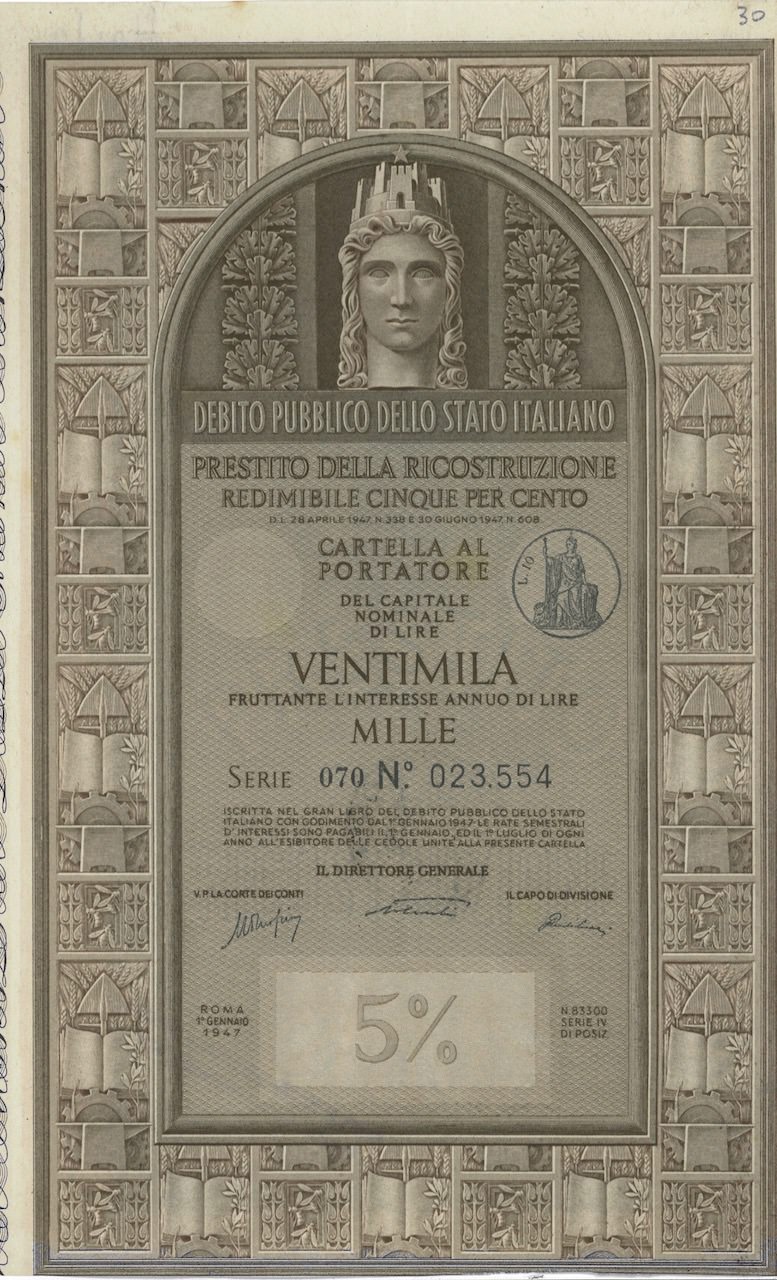 30
DEBITO PUBBLICO DELLO STATO ITALIANO
PRESTITO DELLA RICOSTRUZIONE
REDIMIBILE CINQUE PER CENTO
D.L. 28 APRILE 1947 N. 338 E 30 GIUGNO 1947 N. 608
CARTELLA AL
PORTATORE
L. 10
DEL CAPITALE
NOMINALE
DI LIRE
VENTIMILA
FRUTTANTE L'INTERESSE ANNUO DI LIRE
MILLE
SERIE 070 Nº. 023.554
ISCRITTA NEL GRAN LIBRO DEL DEBITO PUBBLICO DELLO STATO
ITALIANO CON GODIMENTO DAL 1º GENNAIO 1947. LE RATE SEMESTRALI
D'INTERESSI SONO PAGABILI IL 1º GENNAIO ED IL 1º LUGLIO DI OGNI
ANNO ALL'ESIBITORE DELLE CEDOLE UNITE ALLA PRESENTE CARTELLA
IL DIRETTORE GENERALE
V. P. LA CORTE DEI CONTI
IL CAPO DI DIVISIONE
ROMA
1º GENNAIO
1947
5%
N. 83300
SERIE IV
DI POSIZ.